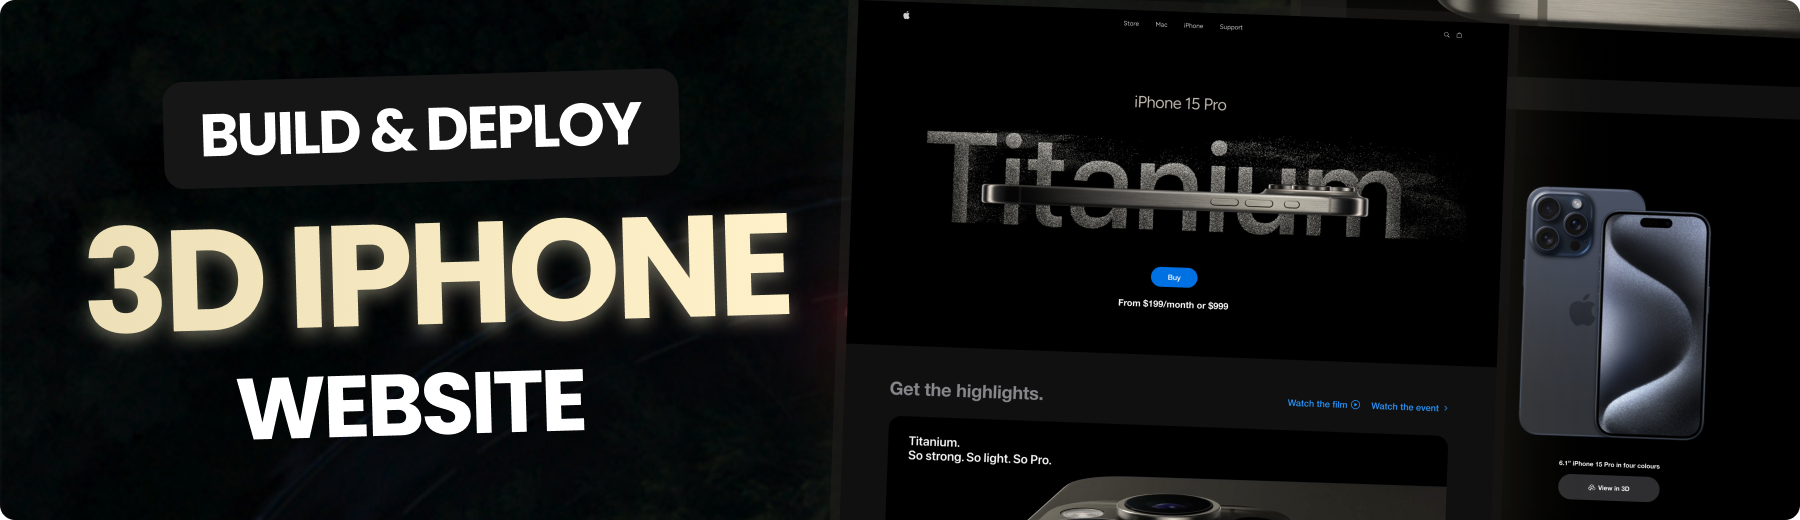 BUILD & DEPLOY
3D IPHONE
WEBSITE
Store Mac iPhone Support
iPhone 15 Pro
Titanium
Buy
From $199/month or $999
Get the highlights.
Watch the film Watch the event
Titanium.
So strong. So light. So Pro.
6.1" iPhone 15 Pro in four colours
View in 3D